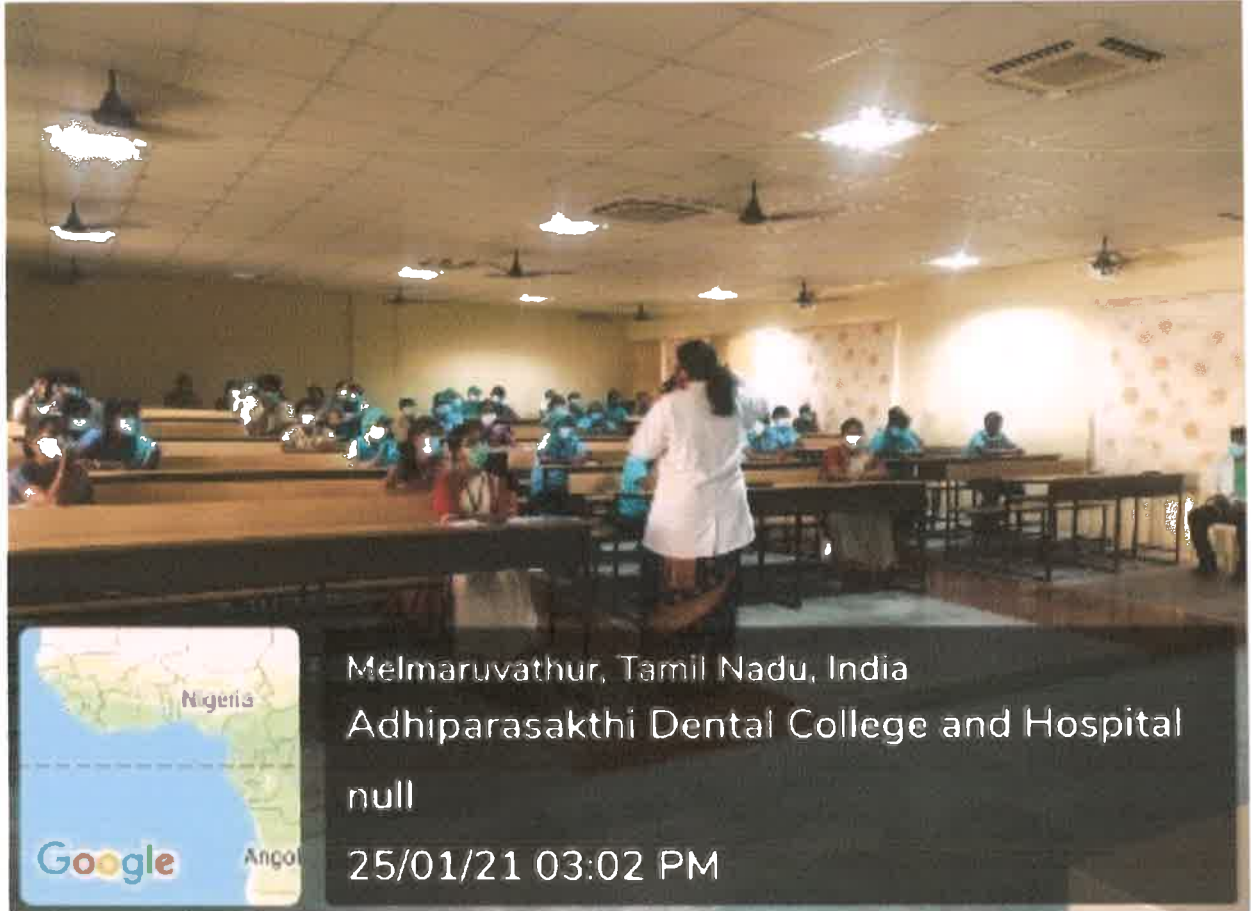 Nigeria
Google
Angol
Melmaruvathur, Tamil Nadu, India
Adhiparasakthi Dental College and Hospital
null
25/01/21 03:02 PM